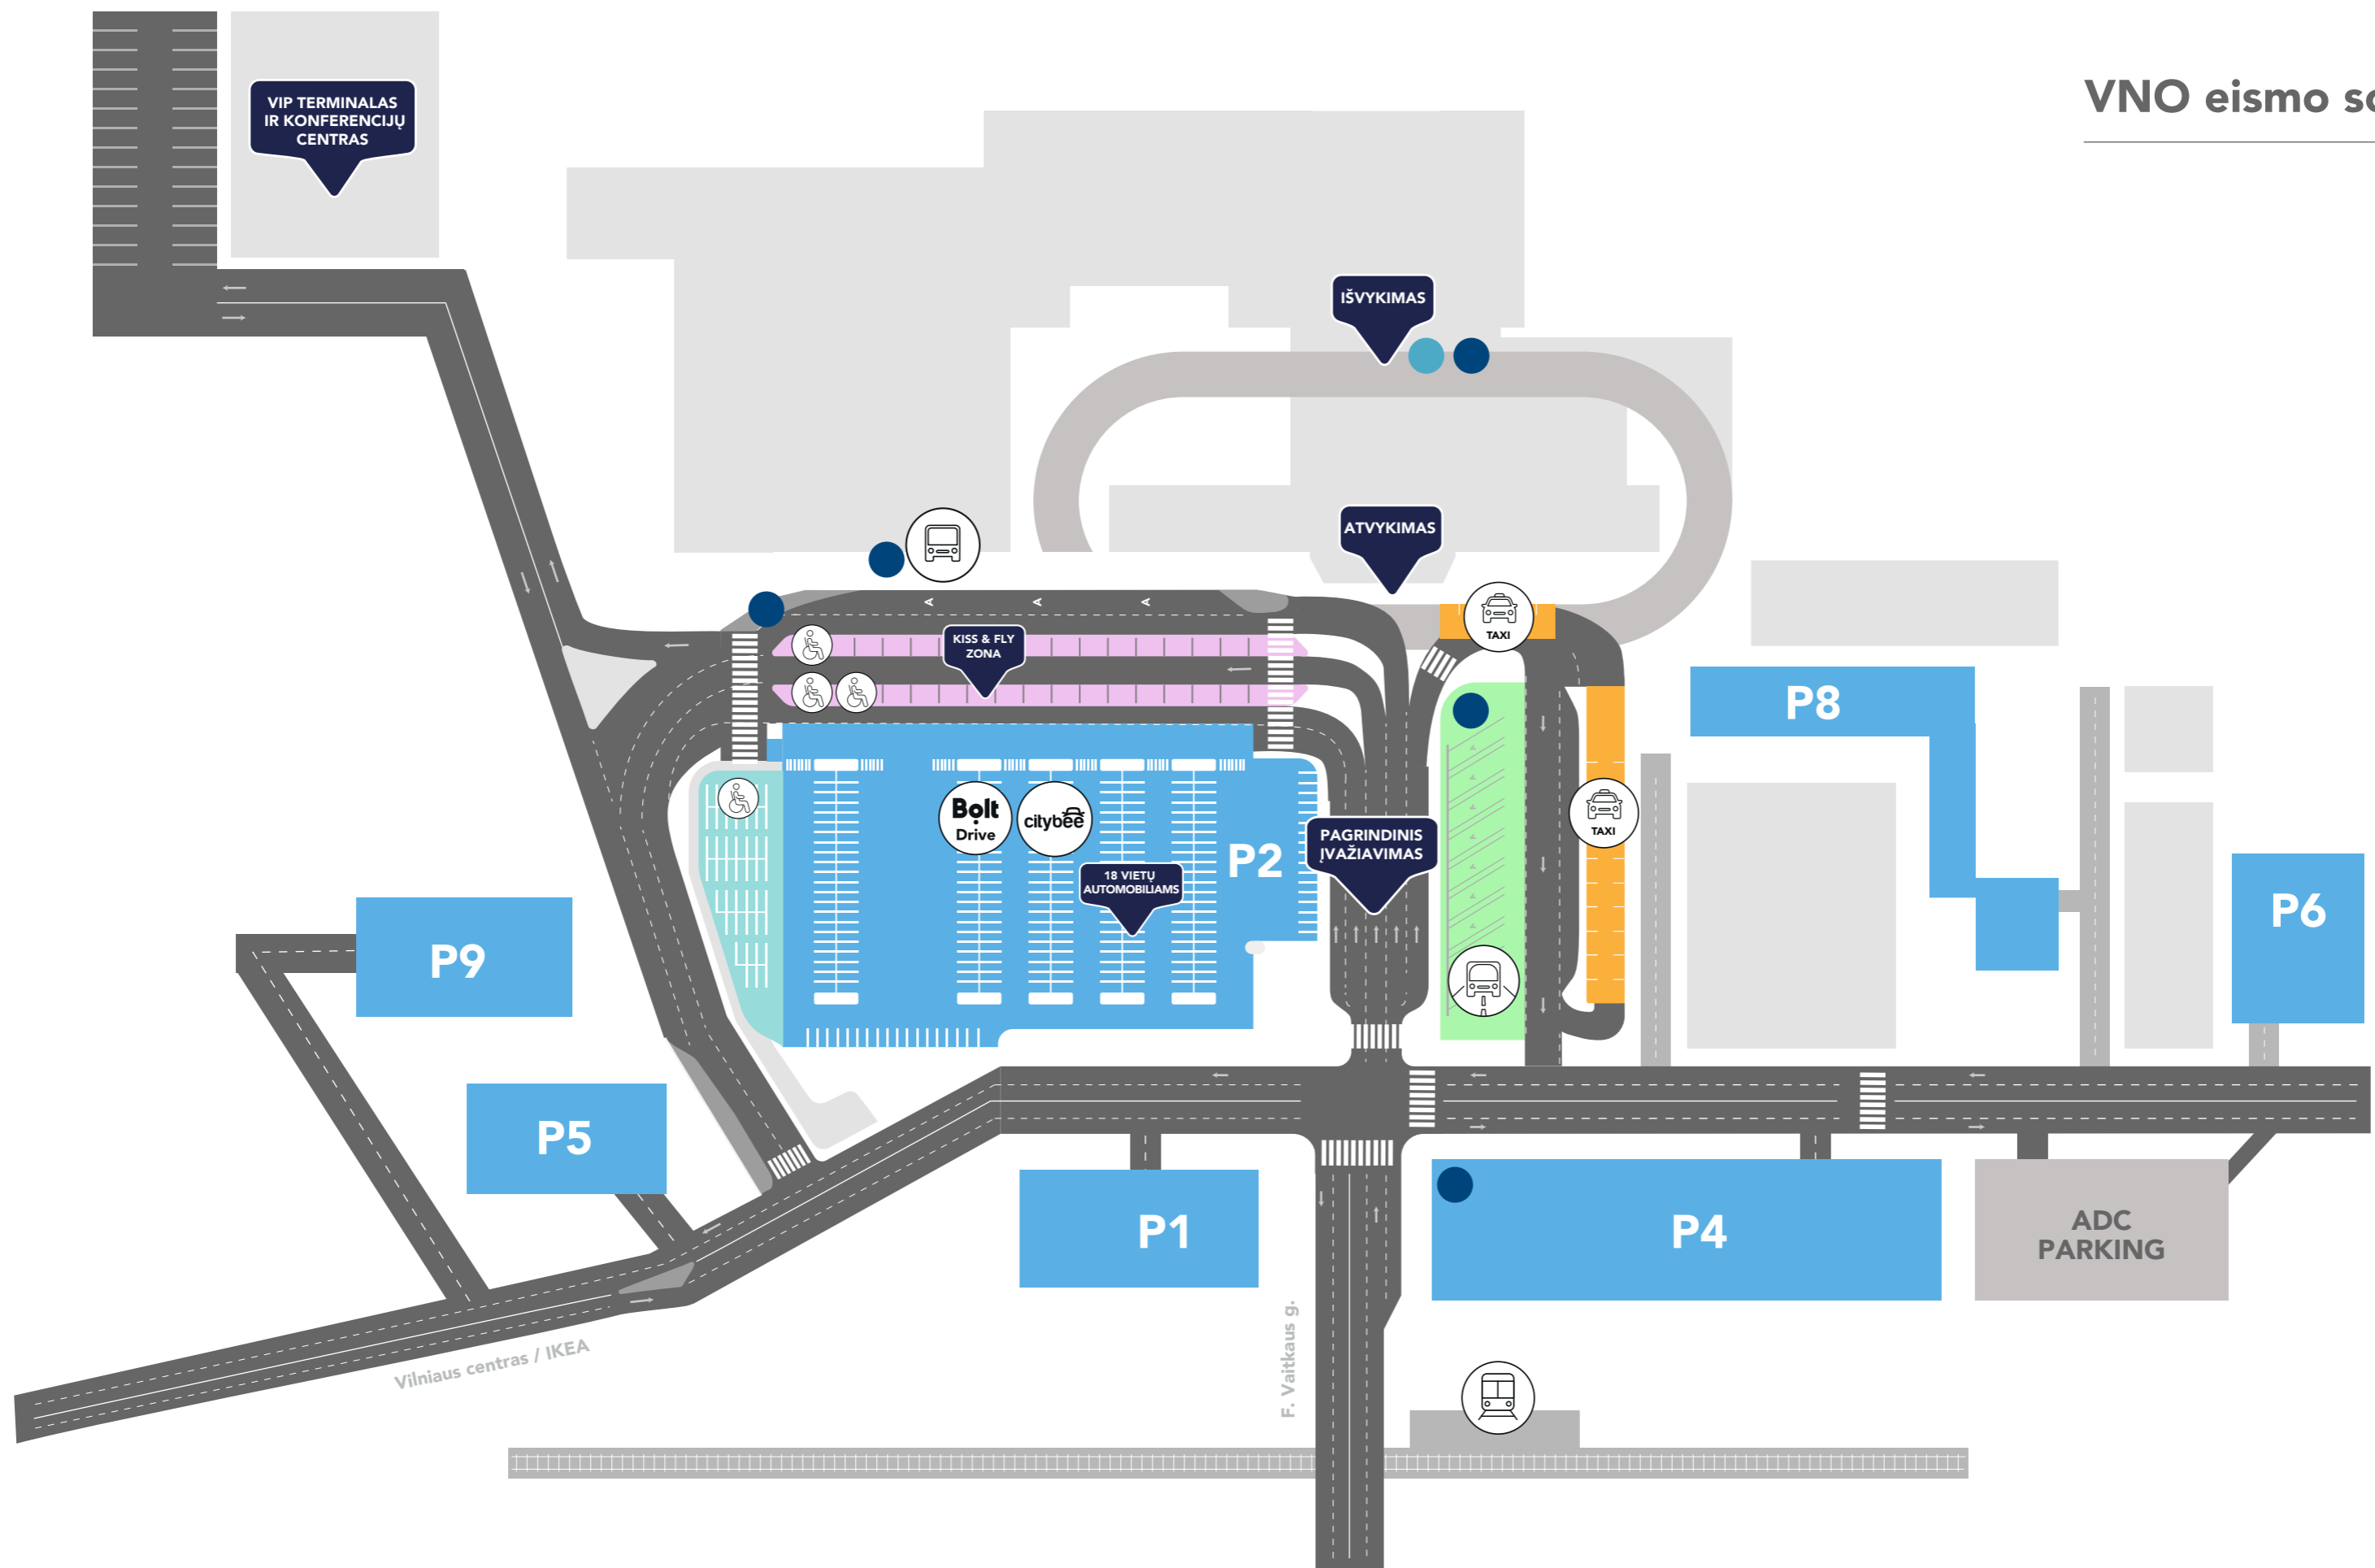 VNO eismo
VIP TERMINALAS
IR KONFERENCIJŲ
CENTRAS
IŠVYKIMAS
ATVYKIMAS
TAXI
KISS & FLY
ZONA
P8
Bolt
Drive
citybee
TAXI
PAGRINDINIS
ĮVAŽIAVIMAS
P2
18 VIETŲ
AUTOMOBILIAMS
P6
P9
P5
P1
P4
ADC
PARKING
F. Vaitkaus g.
Vilniaus centras / IKEA
A
A
A